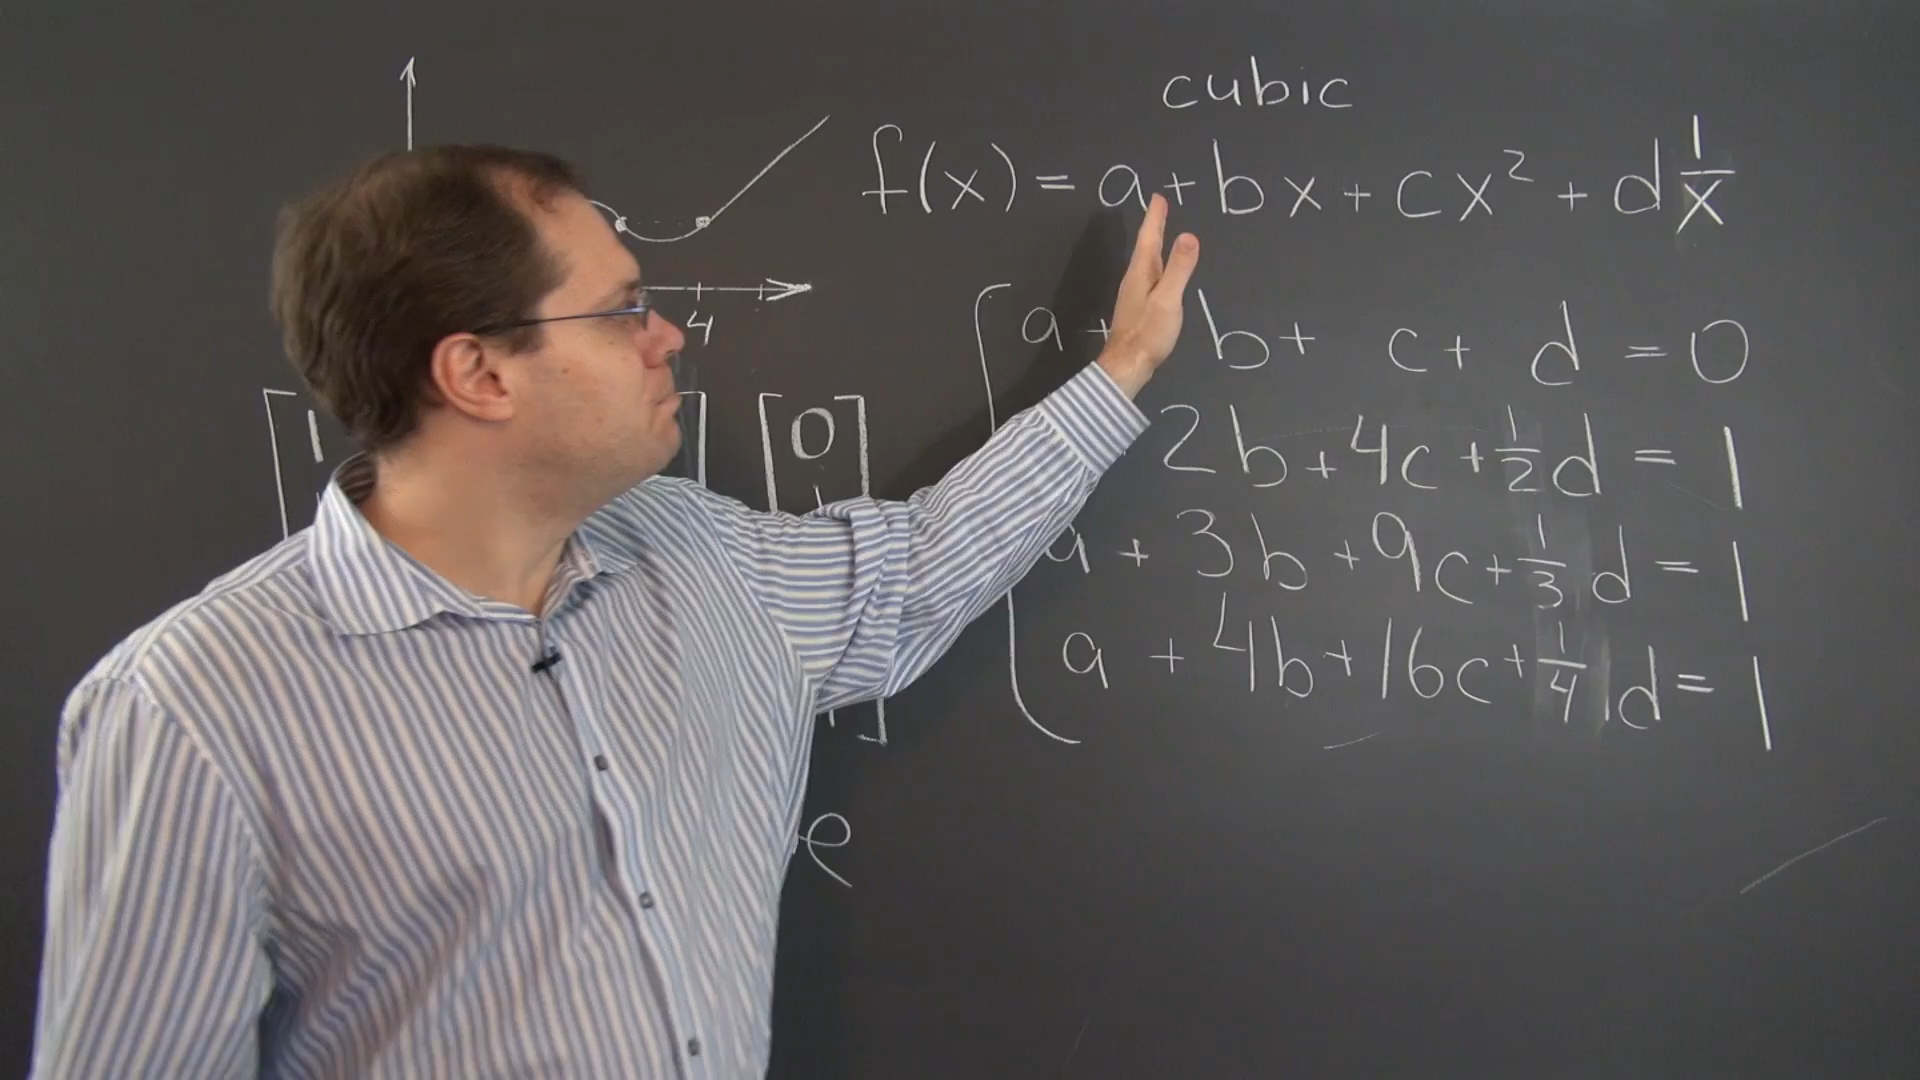 cubic
f(x) = a + bx + cx² + d 1/x
4
a + b + c + d = 0
2b + 4c + 1/2 d = 1
a + 3b + 9c + 1/3 d = 1
a + 4b + 16c + 1/4 d = 1
1
0
e